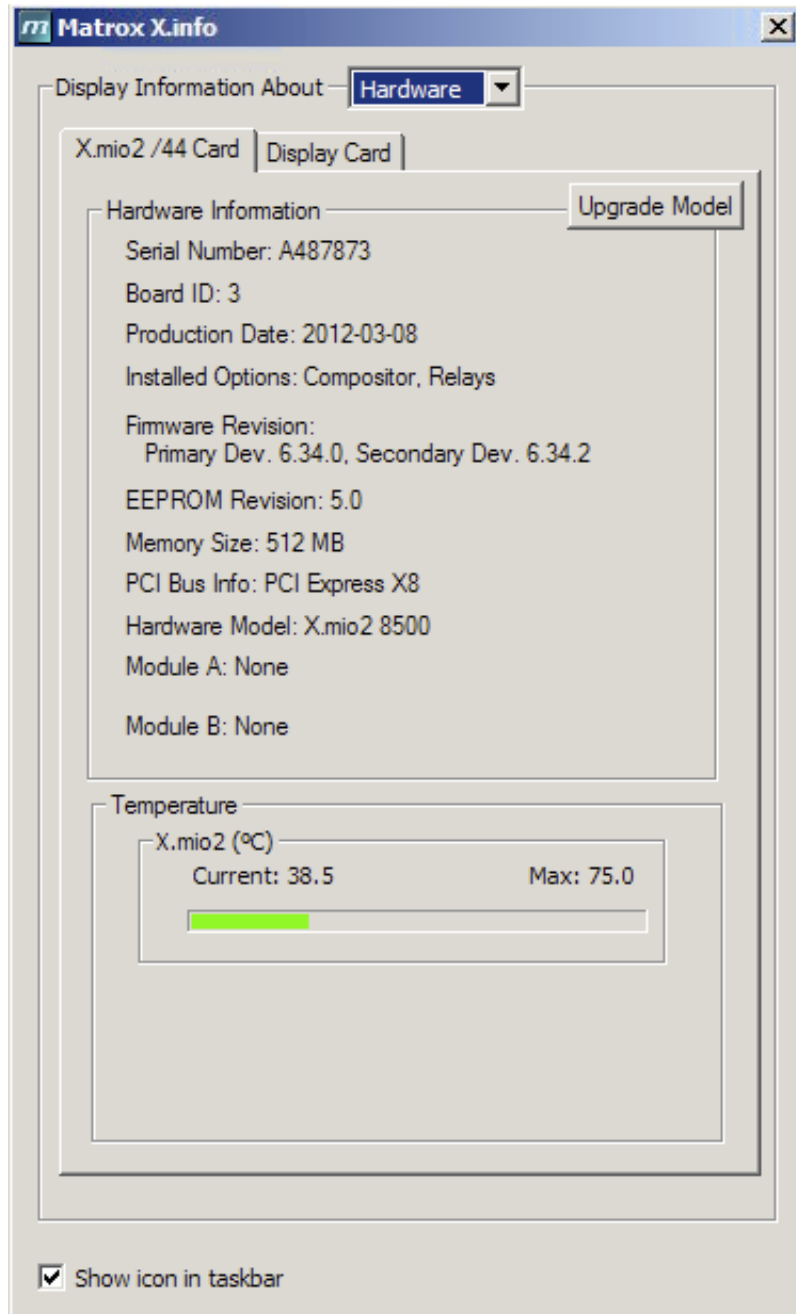 m Matrox X.info
Display Information About Hardware
X.mio2 /44 Card Display Card
Upgrade Model
Hardware Information
Serial Number: A487873
Board ID: 3
Production Date: 2012-03-08
Installed Options: Compositor, Relays
Firmware Revision:
Primary Dev. 6.34.0, Secondary Dev. 6.34.2
EEPROM Revision: 5.0
Memory Size: 512 MB
PCI Bus Info: PCI Express X8
Hardware Model: X.mio2 8500
Module A: None
Module B: None
Temperature
X.mio2 (ºC)
Current: 38.5 Max: 75.0
Show icon in taskbar